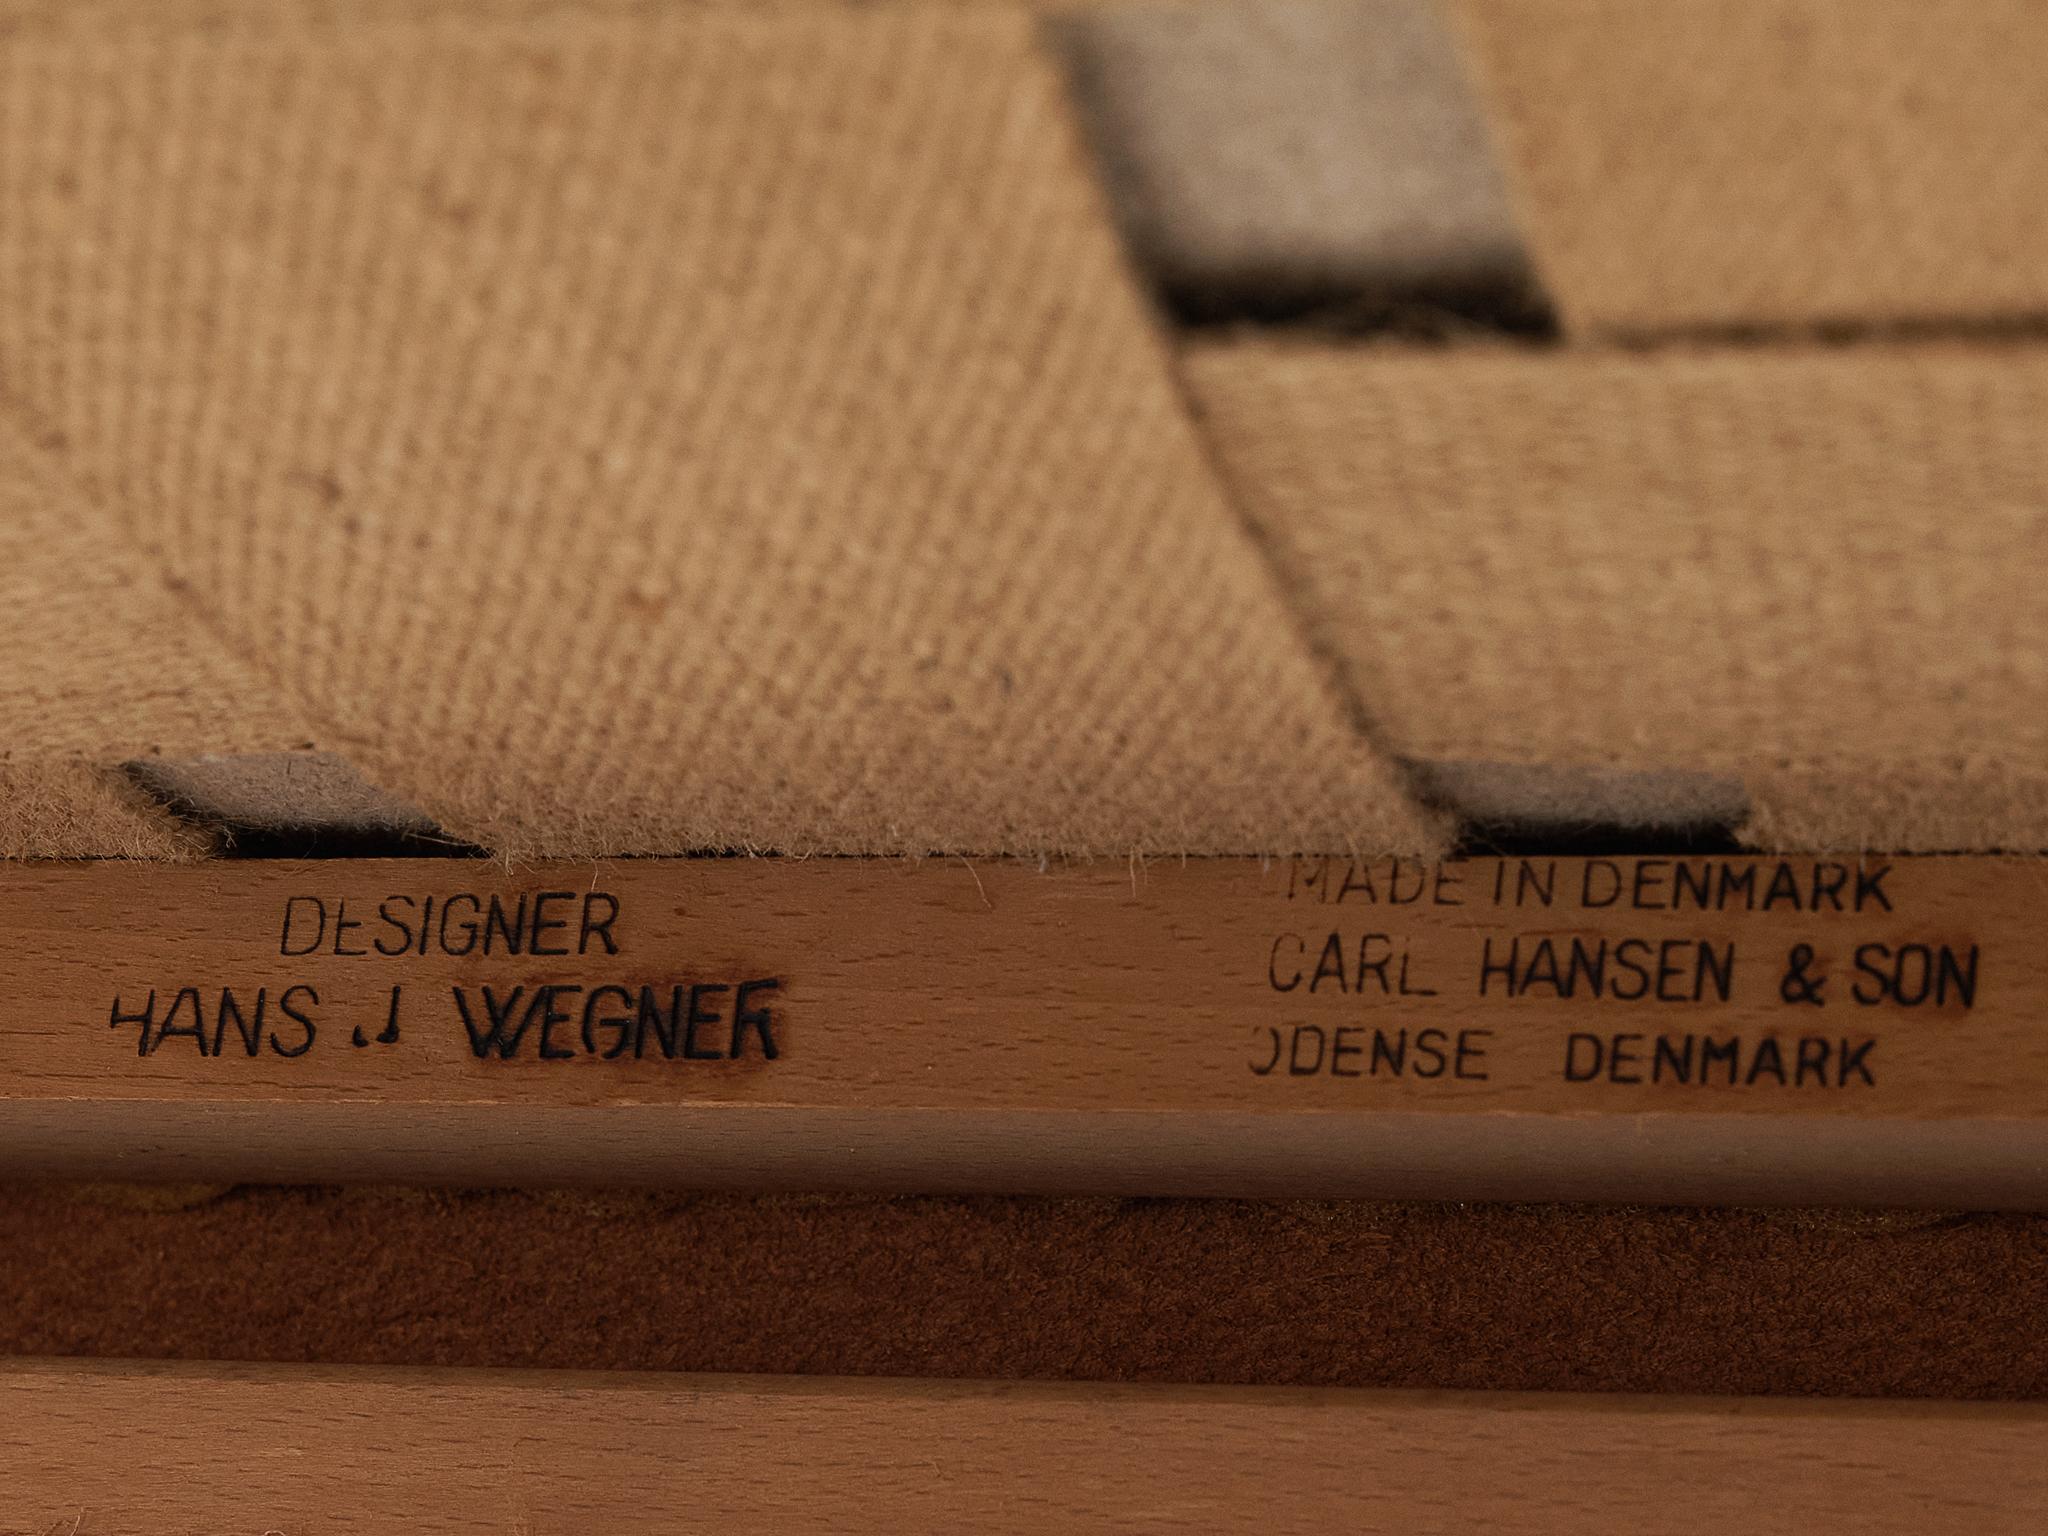 DESIGNER
HANS J WEGNER
MADE IN DENMARK
CARL HANSEN & SON
ODENSE DENMARK